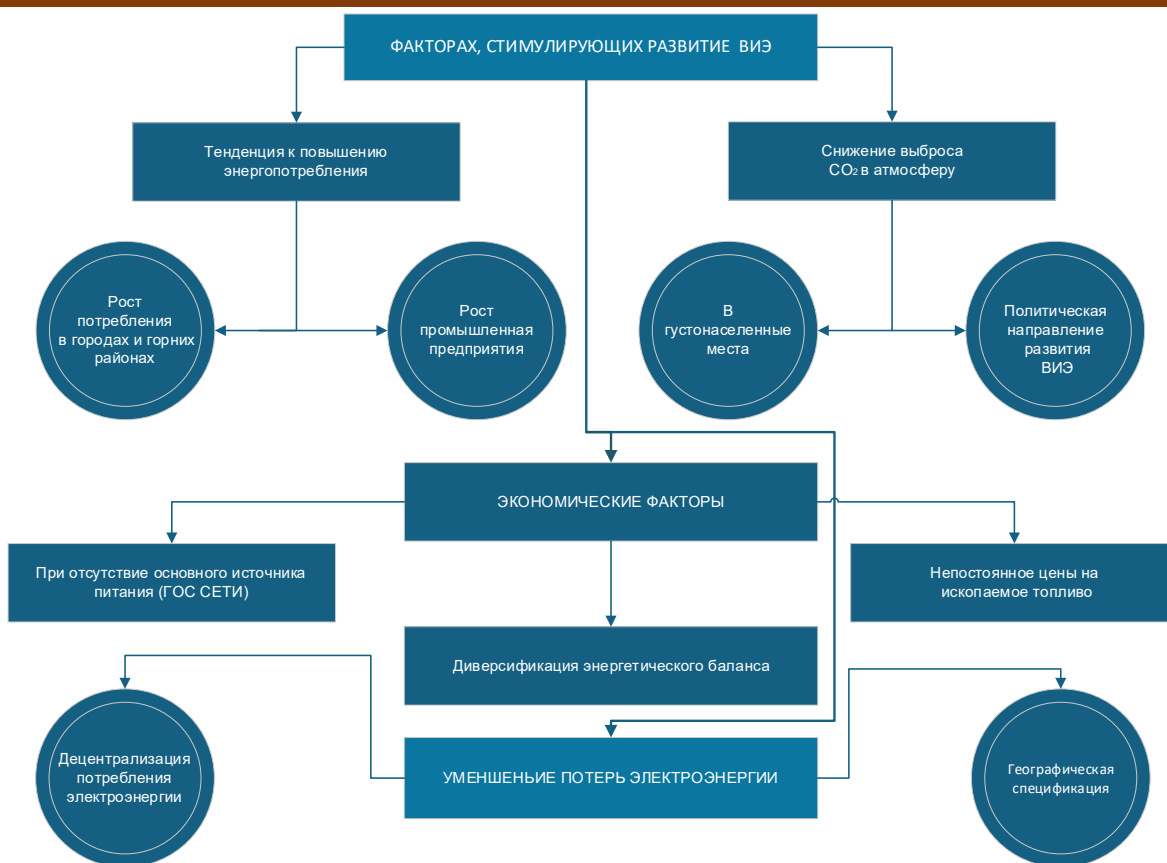 ФАКТОРАХ, СТИМУЛИРУЮЩИХ РАЗВИТИЕ ВИЭ
Тенденция к повышению
энергопотребления
Снижение выброса
CO₂ в атмосферу
Рост
потребления
в городах и горних
районах
Рост
промышленная
предприятия
В
густонаселенные
места
Политическая
направление
развития
ВИЭ
ЭКОНОМИЧЕСКИЕ ФАКТОРЫ
При отсутствие основного источника
питания (ГОС СЕТИ)
Непостоянное цены на
ископаемое топливо
Диверсификация энергетического баланса
Децентрализация
потребления
электроэнергии
УМЕНШЕНЬИЕ ПОТЕРЬ ЭЛЕКТРОЭНЕРГИИ
Географическая
спецификация